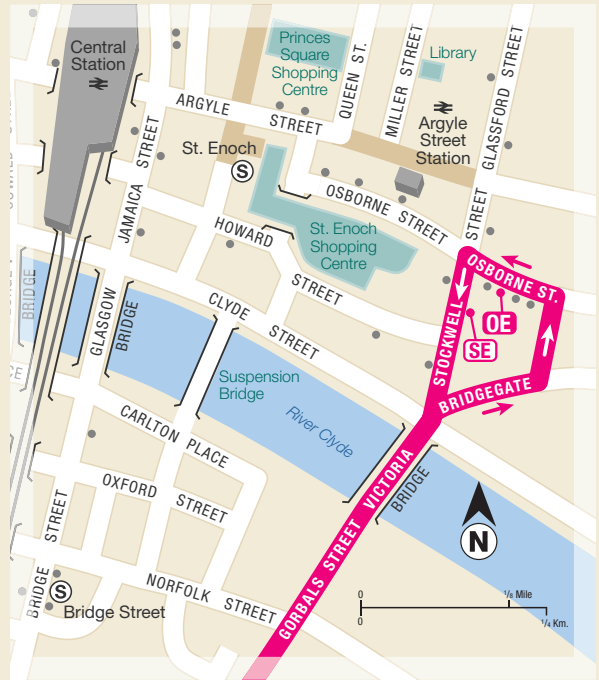 Central
Station
Princes
Square
Shopping
Centre
QUEEN ST.
MILLER STREET
Library
GLASSFORD STREET
ARGYLE
STREET
Argyle
Street
Station
JAMAICA STREET
St. Enoch
S
OSBORNE STREET
STREET
HOWARD
STREET
St. Enoch
Shopping
Centre
OSBORNE ST.
BRIDGE
GLASGOW
BRIDGE
CLYDE
STREET
STOCKWELL
OE
SE
BRIDGEGATE
Suspension
Bridge
River Clyde
CARLTON PLACE
VICTORIA
BRIDGE
OXFORD STREET
N
BRIDGE STREET
S
Bridge Street
NORFOLK STREET
GORBALS STREET
0
1/8 Mile
0
1/4 Km.